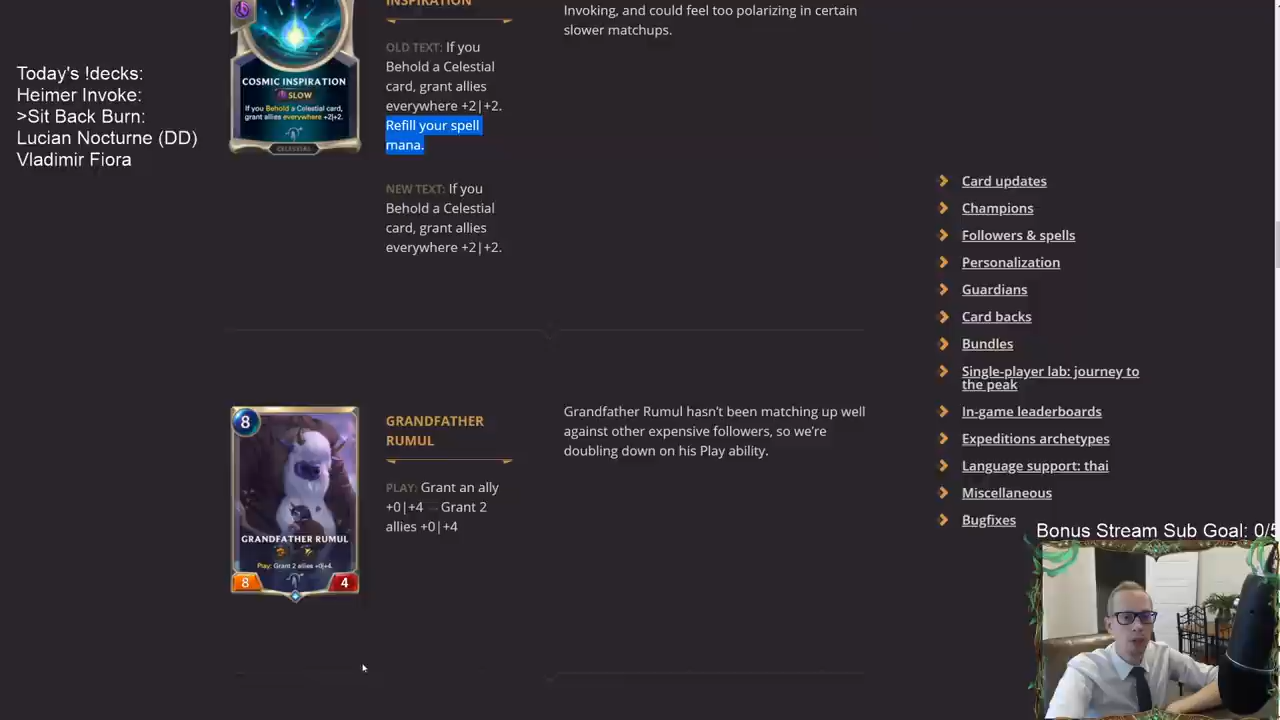 INSPIRATION
Invoking, and could feel too polarizing in certain
slower matchups.
OLD TEXT: If you
Behold a Celestial
card, grant allies
everywhere +2|+2.
Refill your spell
mana.
NEW TEXT: If you
Behold a Celestial
card, grant allies
everywhere +2|+2.
COSMIC INSPIRATION
SLOW
If you Behold a Celestial card,
grant allies everywhere +2|+2.
CELESTIAL
Today's !decks:
Heimer Invoke:
>Sit Back Burn:
Lucian Nocturne (DD)
Vladimir Fiora
Card updates
Champions
Followers & spells
Personalization
Guardians
Card backs
Bundles
Single-player lab: journey to
the peak
In-game leaderboards
Expeditions archetypes
Language support: thai
Miscellaneous
Bugfixes
8
GRANDFATHER RUMUL
Play: Grant 2 allies +0|+4.
8
4
GRANDFATHER
RUMUL
PLAY: Grant an ally
+0|+4 → Grant 2
allies +0|+4
Grandfather Rumul hasn't been matching up well
against other expensive followers, so we're
doubling down on his Play ability.
Bonus Stream Sub Goal: 0/5